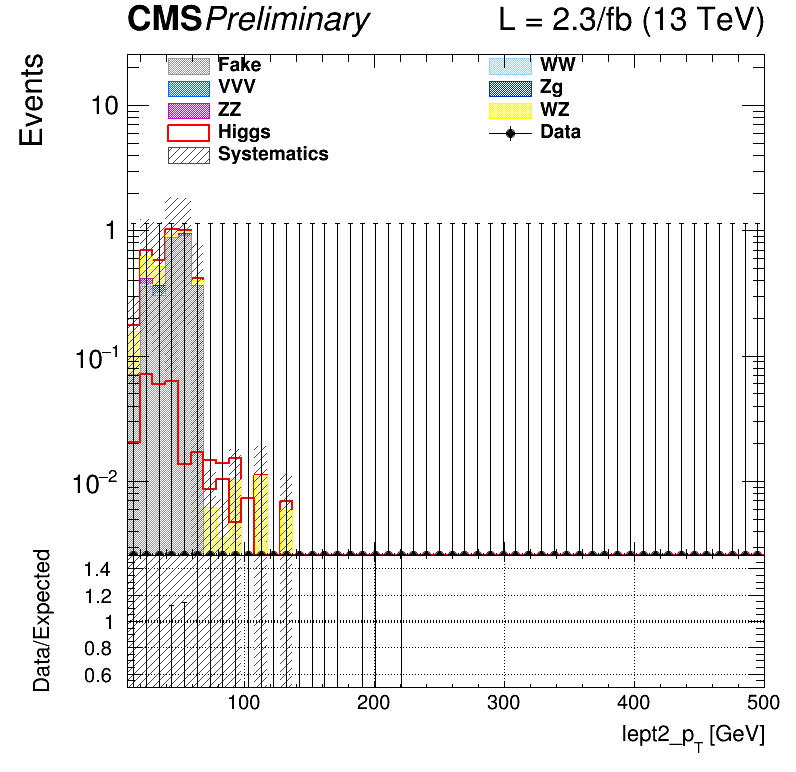 CMS Preliminary L = 2.3/fb (13 TeV)
Events
Fake WW
VVV Zg
ZZ WZ
Higgs Data
Systematics
10
1
10⁻¹
10⁻²
Data/Expected
1.4
1.2
1
0.8
0.6
100 200 300 400 500
lept2_p_T [GeV]